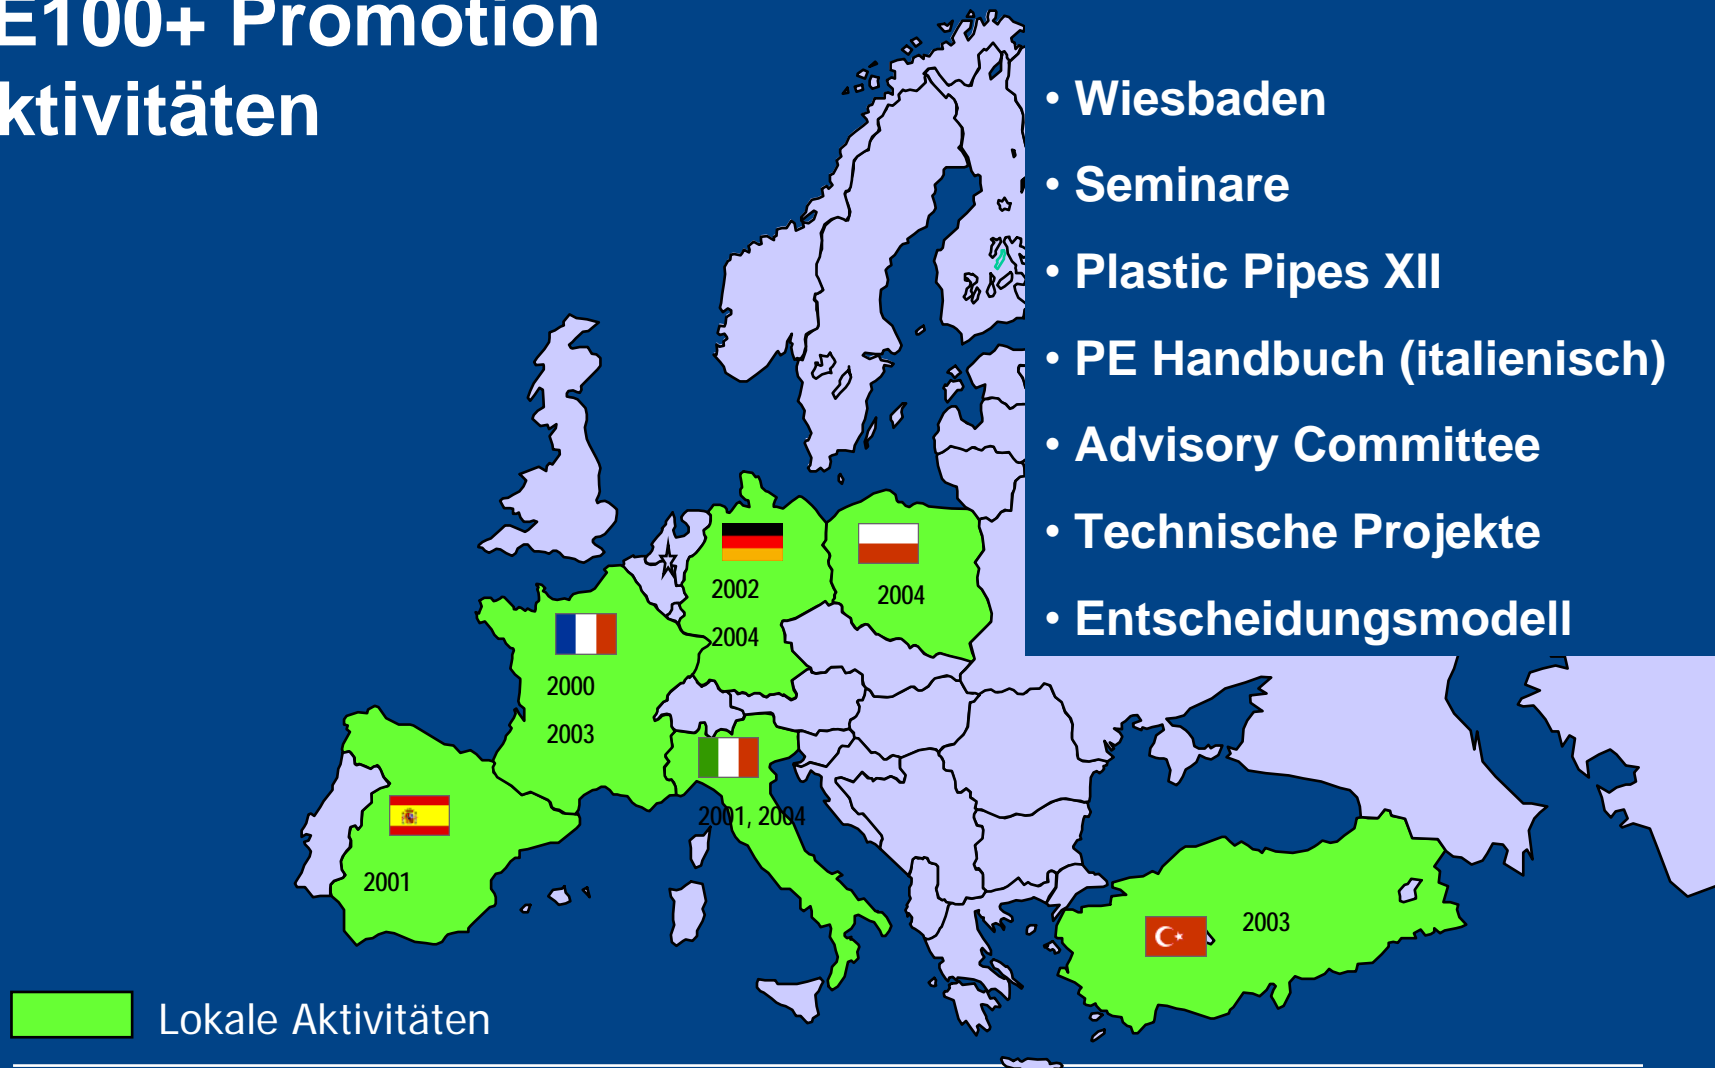 E100+ Promotion
ktivitäten
• Wiesbaden
• Seminare
• Plastic Pipes XII
• PE Handbuch (italienisch)
• Advisory Committee
• Technische Projekte
• Entscheidungsmodell
2002
2004
2004
2000
2003
2001, 2004
2001
2003
Lokale Aktivitäten